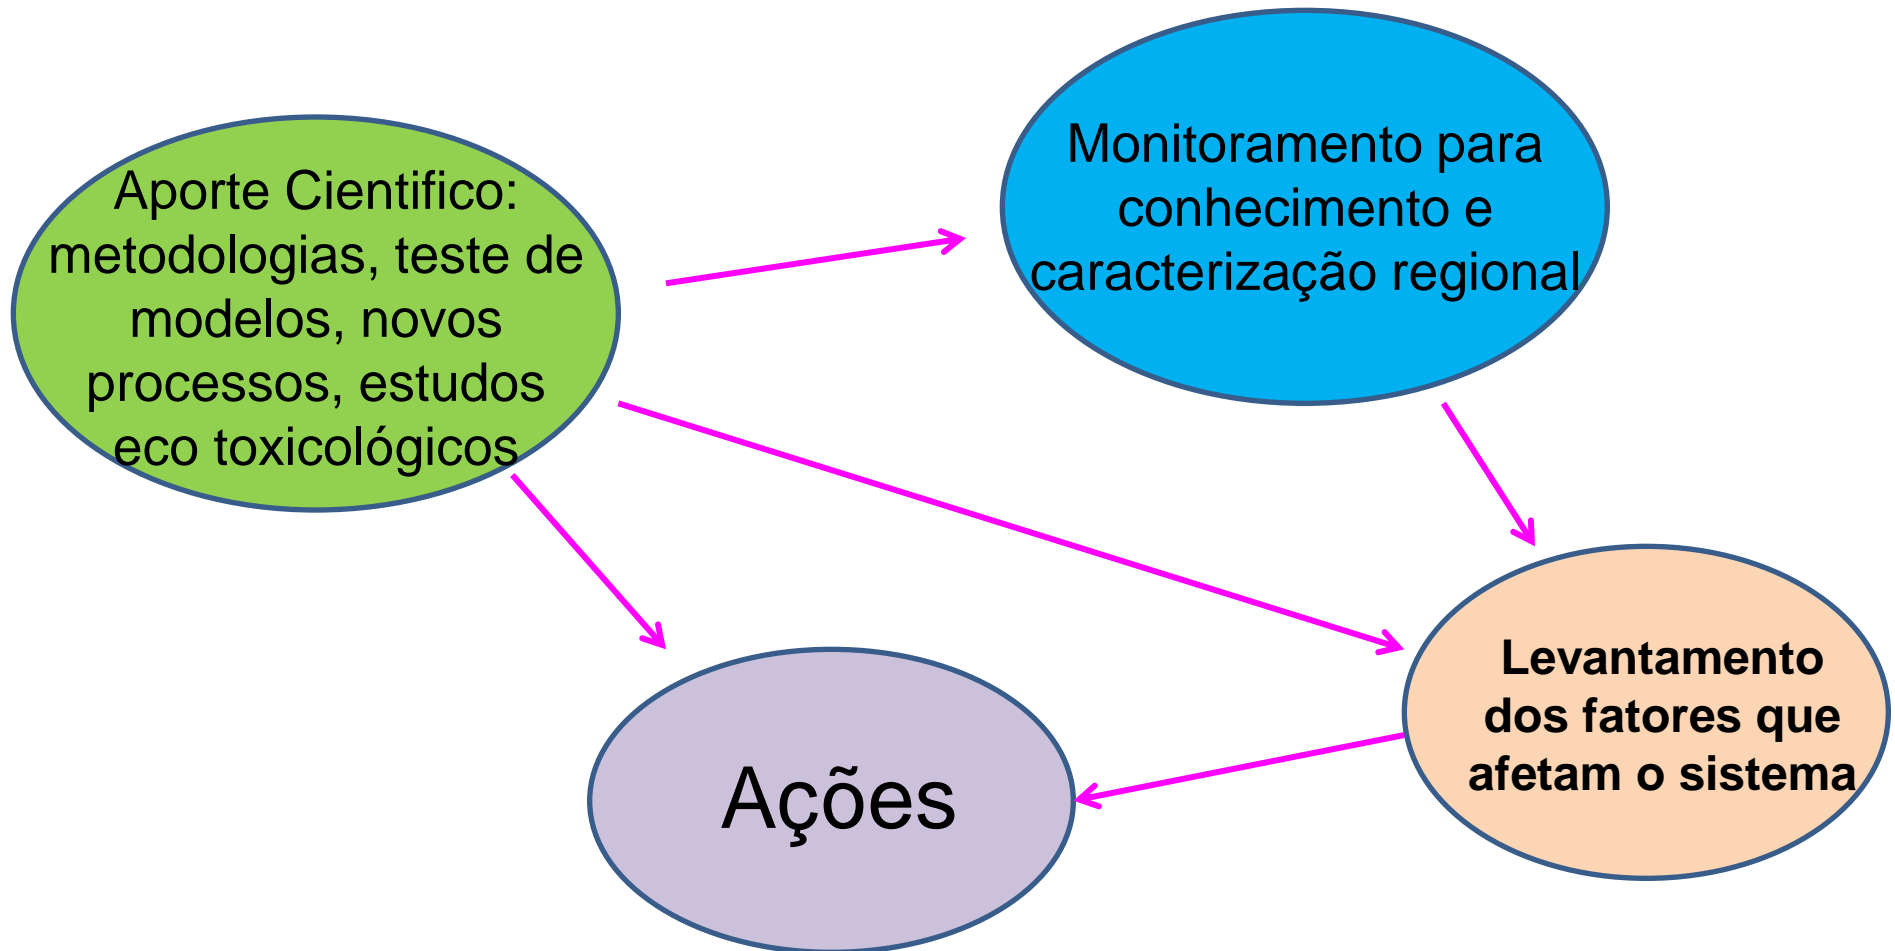 Aporte Cientifico:
metodologias, teste de
modelos, novos
processos, estudos
eco toxicológicos
Monitoramento para
conhecimento e
caracterização regional
Levantamento
dos fatores que
afetam o sistema
Ações